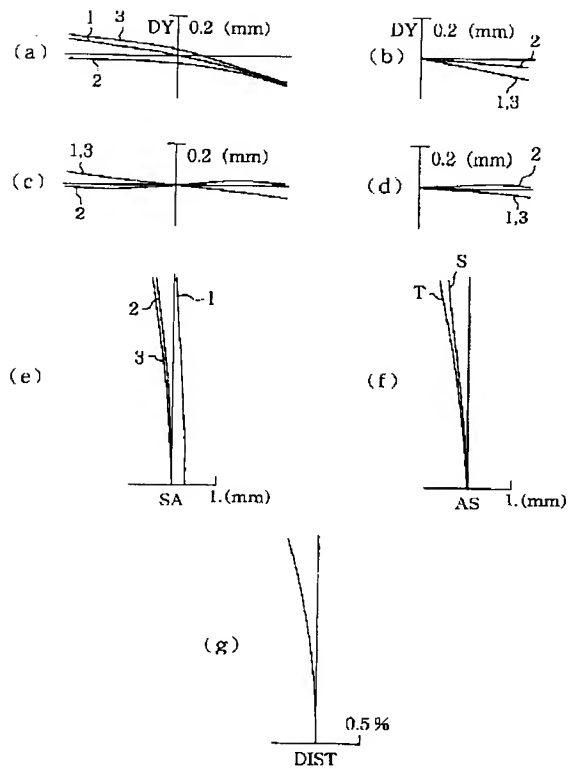 1 3 DY 0.2 (mm)
(a)
2
DY 0.2 (mm)
(b)
2
1,3
1,3
0.2 (mm)
(c)
2
0.2 (mm)
2
(d)
1,3
2
1
3
(e)
SA
1.(mm)
S
T
(f)
AS
1.(mm)
(g)
0.5 %
DIST